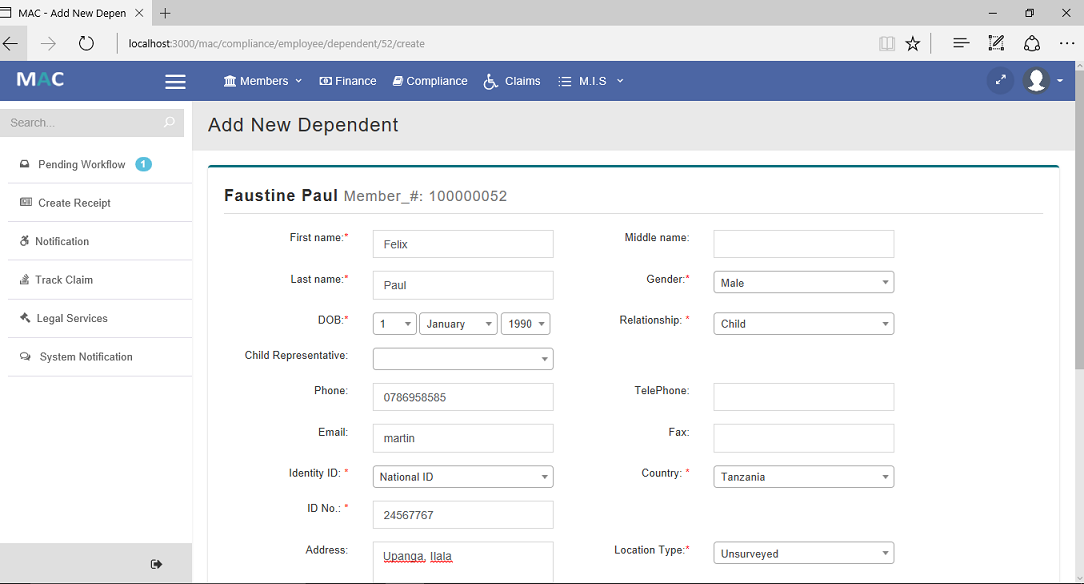 MAC - Add New Depen
localhost:3000/mac/compliance/employee/dependent/52/create
MAC Members Finance Compliance Claims M.I.S
Search...
Add New Dependent
Pending Workflow 1
Create Receipt
Notification
Track Claim
Legal Services
System Notification
Faustine Paul Member_#: 100000052
First name:* Felix Middle name:
Last name:* Paul Gender:* Male
DOB:* 1 January 1990 Relationship: * Child
Child Representative:
Phone: 0786958585 TelePhone:
Email: martin Fax:
Identity ID: * National ID Country: * Tanzania
ID No.: * 24567767
Address: Upanga, Ilala Location Type:* Unsurveyed